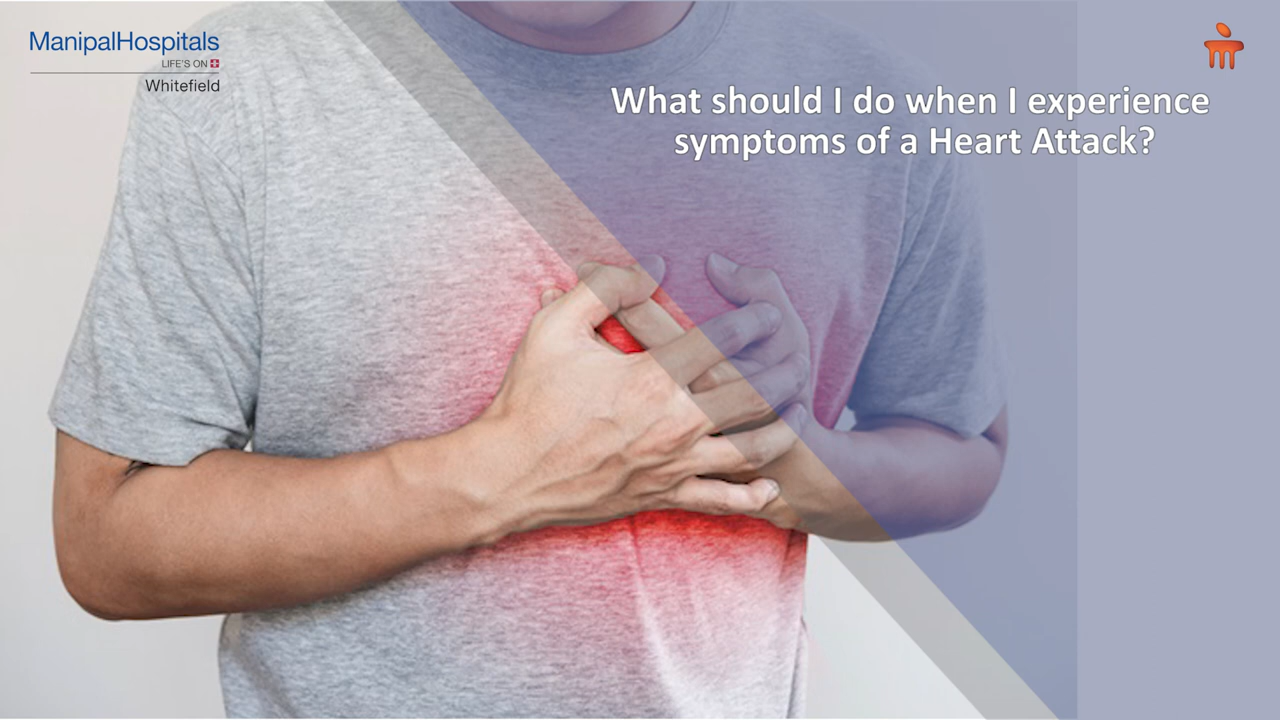 ManipalHospitals
LIFE'S ON
Whitefield
What should I do when I experience
symptoms of a Heart Attack?